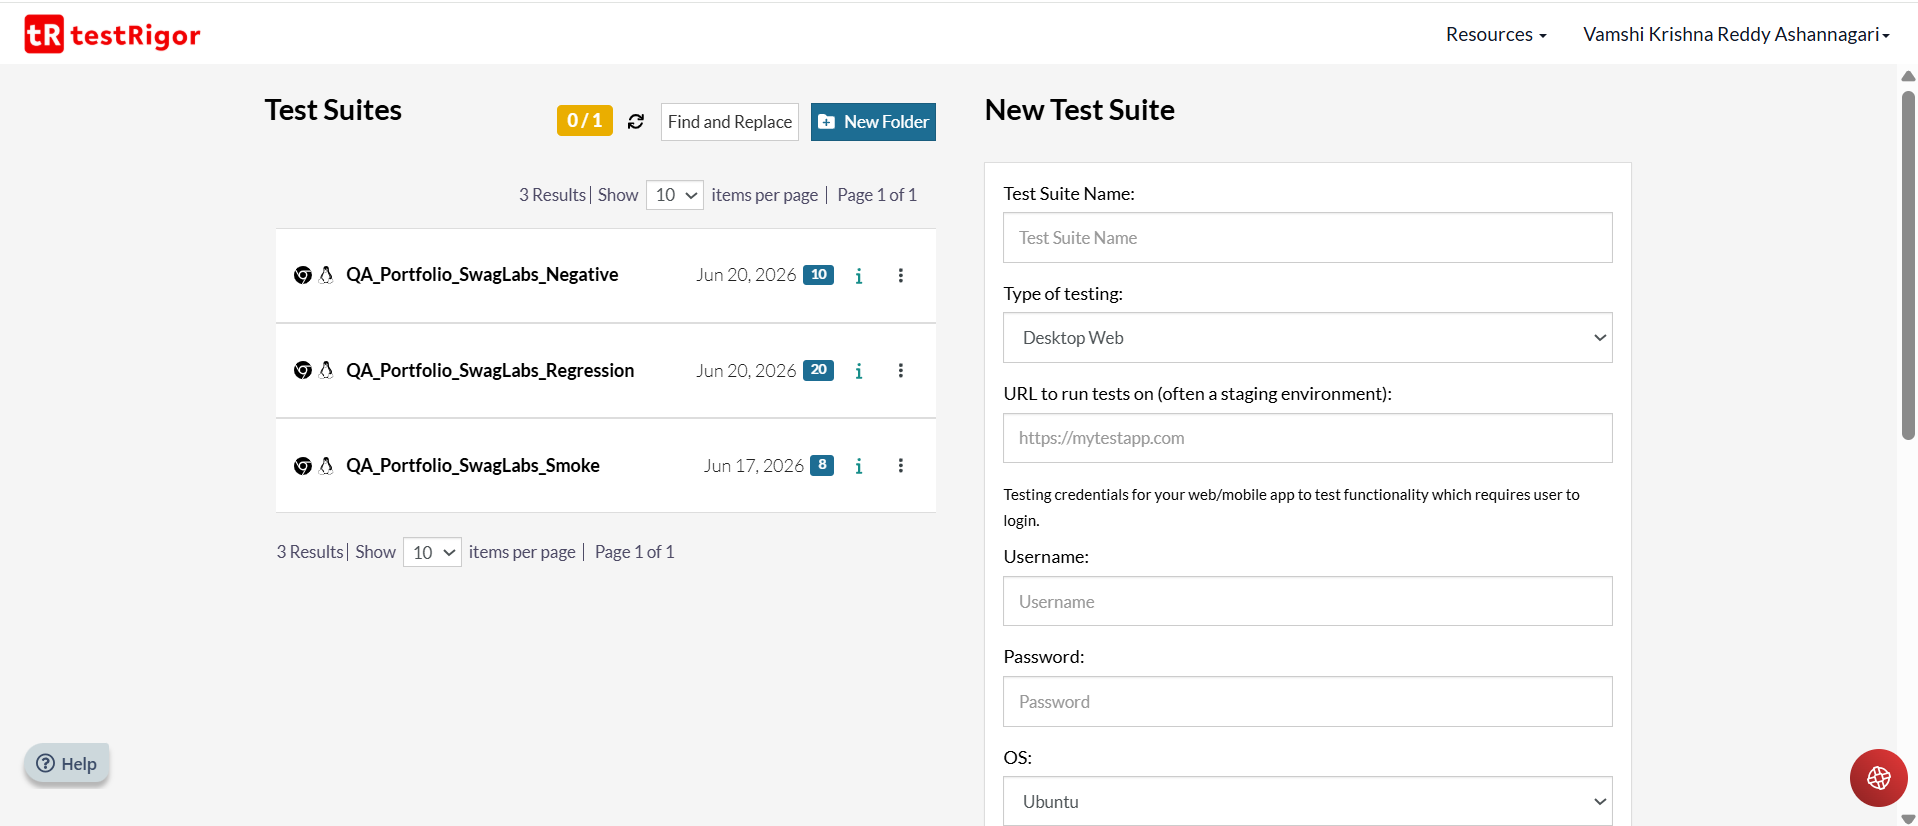 tR testRigor
Resources
Vamshi Krishna Reddy Ashannagari
Test Suites
0 / 1
Find and Replace
New Folder
3 Results | Show 10 items per page | Page 1 of 1
QA_Portfolio_SwagLabs_Negative Jun 20, 2026 10 i
QA_Portfolio_SwagLabs_Regression Jun 20, 2026 20 i
QA_Portfolio_SwagLabs_Smoke Jun 17, 2026 8 i
3 Results | Show 10 items per page | Page 1 of 1
Help
New Test Suite
Test Suite Name:
Test Suite Name
Type of testing:
Desktop Web
URL to run tests on (often a staging environment):
https://mytestapp.com
Testing credentials for your web/mobile app to test functionality which requires user to
login.
Username:
Username
Password:
Password
OS:
Ubuntu